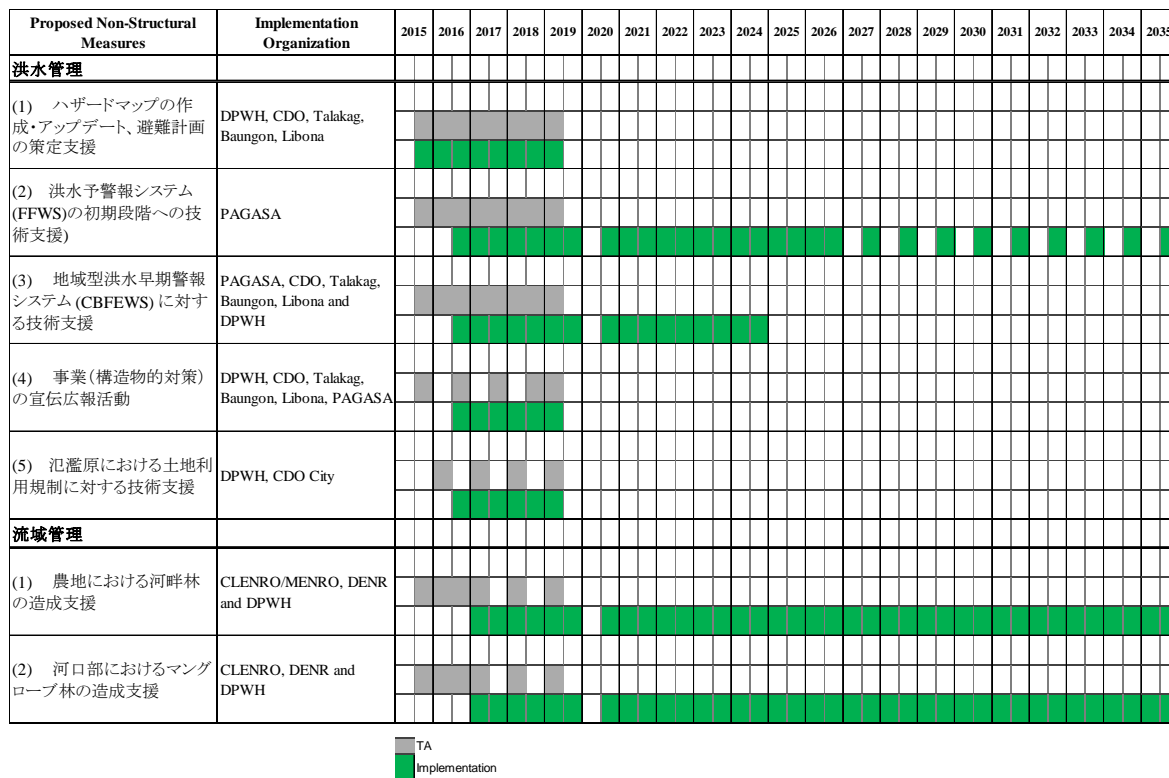 Proposed Non-Structural
Measures
Implementation
Organization
2015 2016 2017 2018 2019 2020 2021 2022 2023 2024 2025 2026 2027 2028 2029 2030 2031 2032 2033 2034 2035
洪水管理
(1) ハザードマップの作
成・アップデート、避難計画
の策定支援
DPWH, CDO, Talakag,
Baungon, Libona
(2) 洪水予警報システム
(FFWS)の初期段階への技
術支援)
PAGASA
(3) 地域型洪水早期警報
システム (CBFEWS) に対す
る技術支援
PAGASA, CDO, Talakag,
Baungon, Libona and
DPWH
(4) 事業(構造物的対策)
の宣伝広報活動
DPWH, CDO, Talakag,
Baungon, Libona, PAGASA
(5) 氾濫原における土地利
用規制に対する技術支援
DPWH, CDO City
流域管理
(1) 農地における河畔林
の造成支援
CLENRO/MENRO, DENR
and DPWH
(2) 河口部におけるマング
ローブ林の造成支援
CLENRO, DENR and
DPWH
TA
Implementation